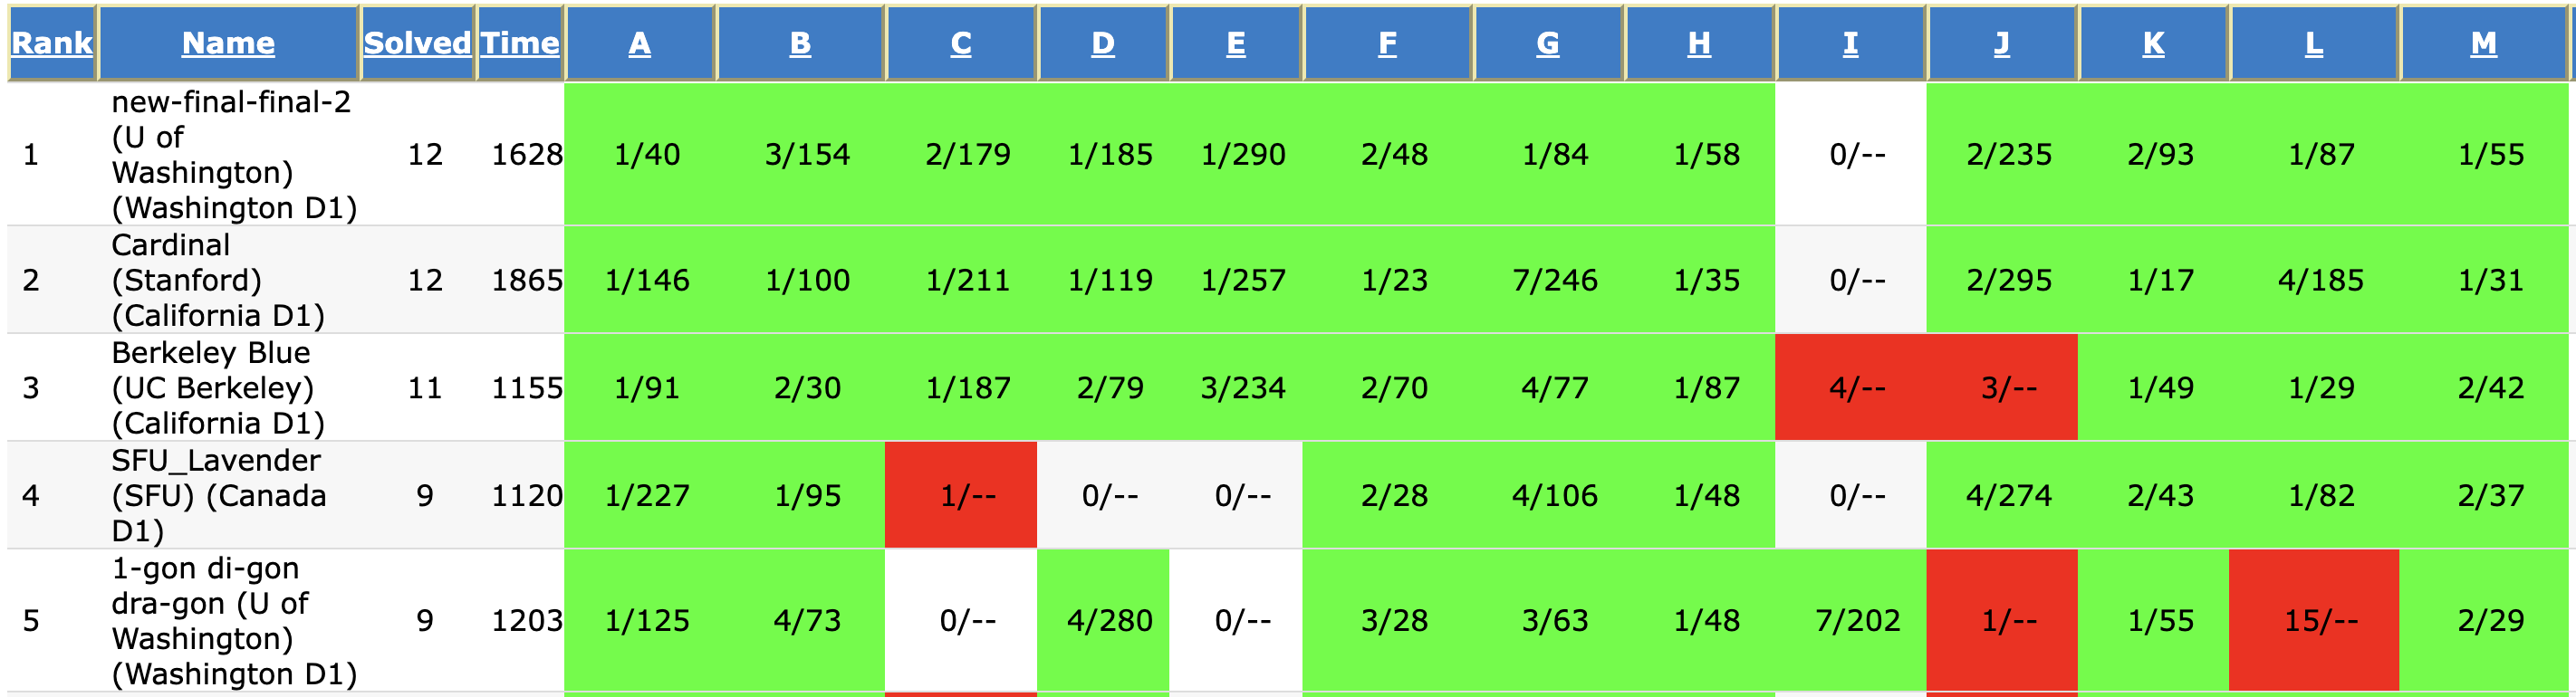 Rank Name Solved Time A B C D E F G H I J K L M
new-final-final-2
(U of
1 12 1628 1/40 3/154 2/179 1/185 1/290 2/48 1/84 1/58 0/-- 2/235 2/93 1/87 1/55
Washington)
(Washington D1)
Cardinal
2 (Stanford) 12 1865 1/146 1/100 1/211 1/119 1/257 1/23 7/246 1/35 0/-- 2/295 1/17 4/185 1/31
(California D1)
Berkeley Blue
3 (UC Berkeley) 11 1155 1/91 2/30 1/187 2/79 3/234 2/70 4/77 1/87 4/-- 3/-- 1/49 1/29 2/42
(California D1)
SFU_Lavender
4 (SFU) (Canada 9 1120 1/227 1/95 1/-- 0/-- 0/-- 2/28 4/106 1/48 0/-- 4/274 2/43 1/82 2/37
D1)
1-gon di-gon
dra-gon (U of
5 9 1203 1/125 4/73 0/-- 4/280 0/-- 3/28 3/63 1/48 7/202 1/-- 1/55 15/-- 2/29
Washington)
(Washington D1)